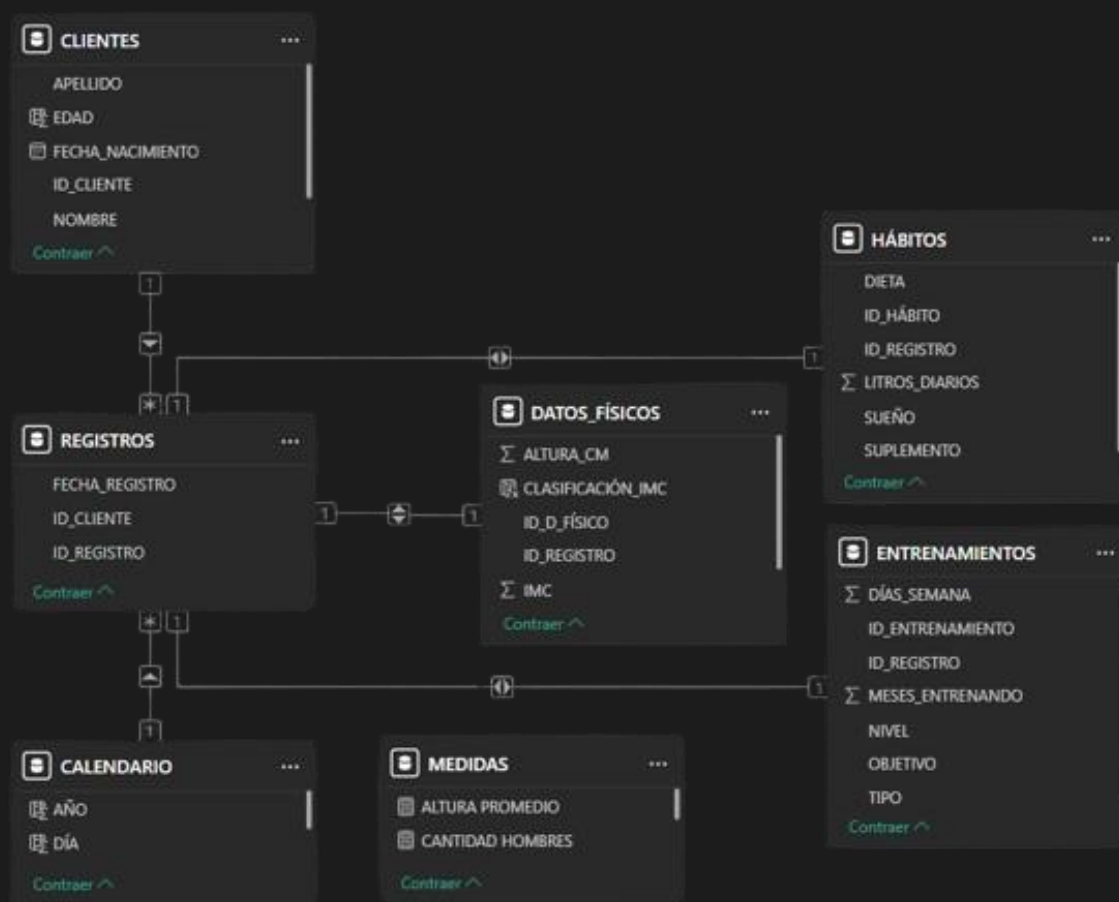 CLIENTES
APELLIDO
EDAD
FECHA_NACIMIENTO
ID_CLIENTE
NOMBRE
Contraer
1
*
1
1
REGISTROS
FECHA_REGISTRO
ID_CLIENTE
ID_REGISTRO
Contraer
1
1
*
1
1
1
DATOS_FÍSICOS
ALTURA_CM
CLASIFICACIÓN_IMC
ID_D_FÍSICO
ID_REGISTRO
IMC
Contraer
HÁBITOS
DIETA
ID_HÁBITO
ID_REGISTRO
LITROS_DIARIOS
SUEÑO
SUPLEMENTO
Contraer
ENTRENAMIENTOS
DÍAS_SEMANA
ID_ENTRENAMIENTO
ID_REGISTRO
MESES_ENTRENANDO
NIVEL
OBJETIVO
TIPO
Contraer
CALENDARIO
AÑO
DÍA
Contraer
MEDIDAS
ALTURA PROMEDIO
CANTIDAD HOMBRES
Contraer